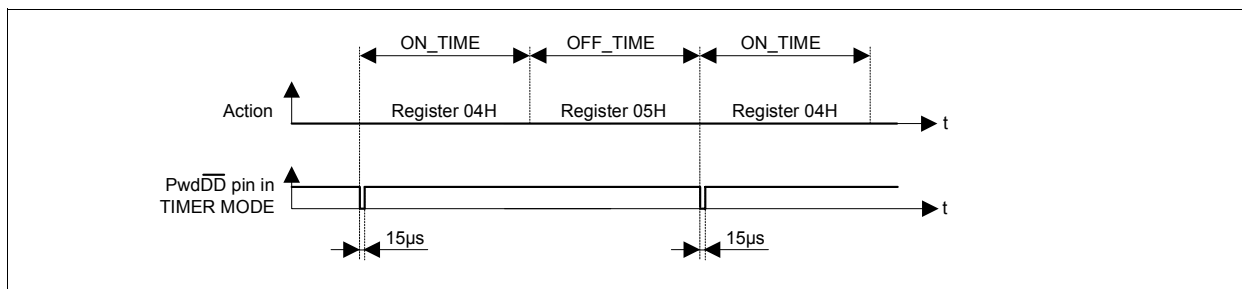 ON_TIME OFF_TIME ON_TIME
Action Register 04H Register 05H Register 04H t
PwdDD pin in
TIMER MODE t
15µs 15µs